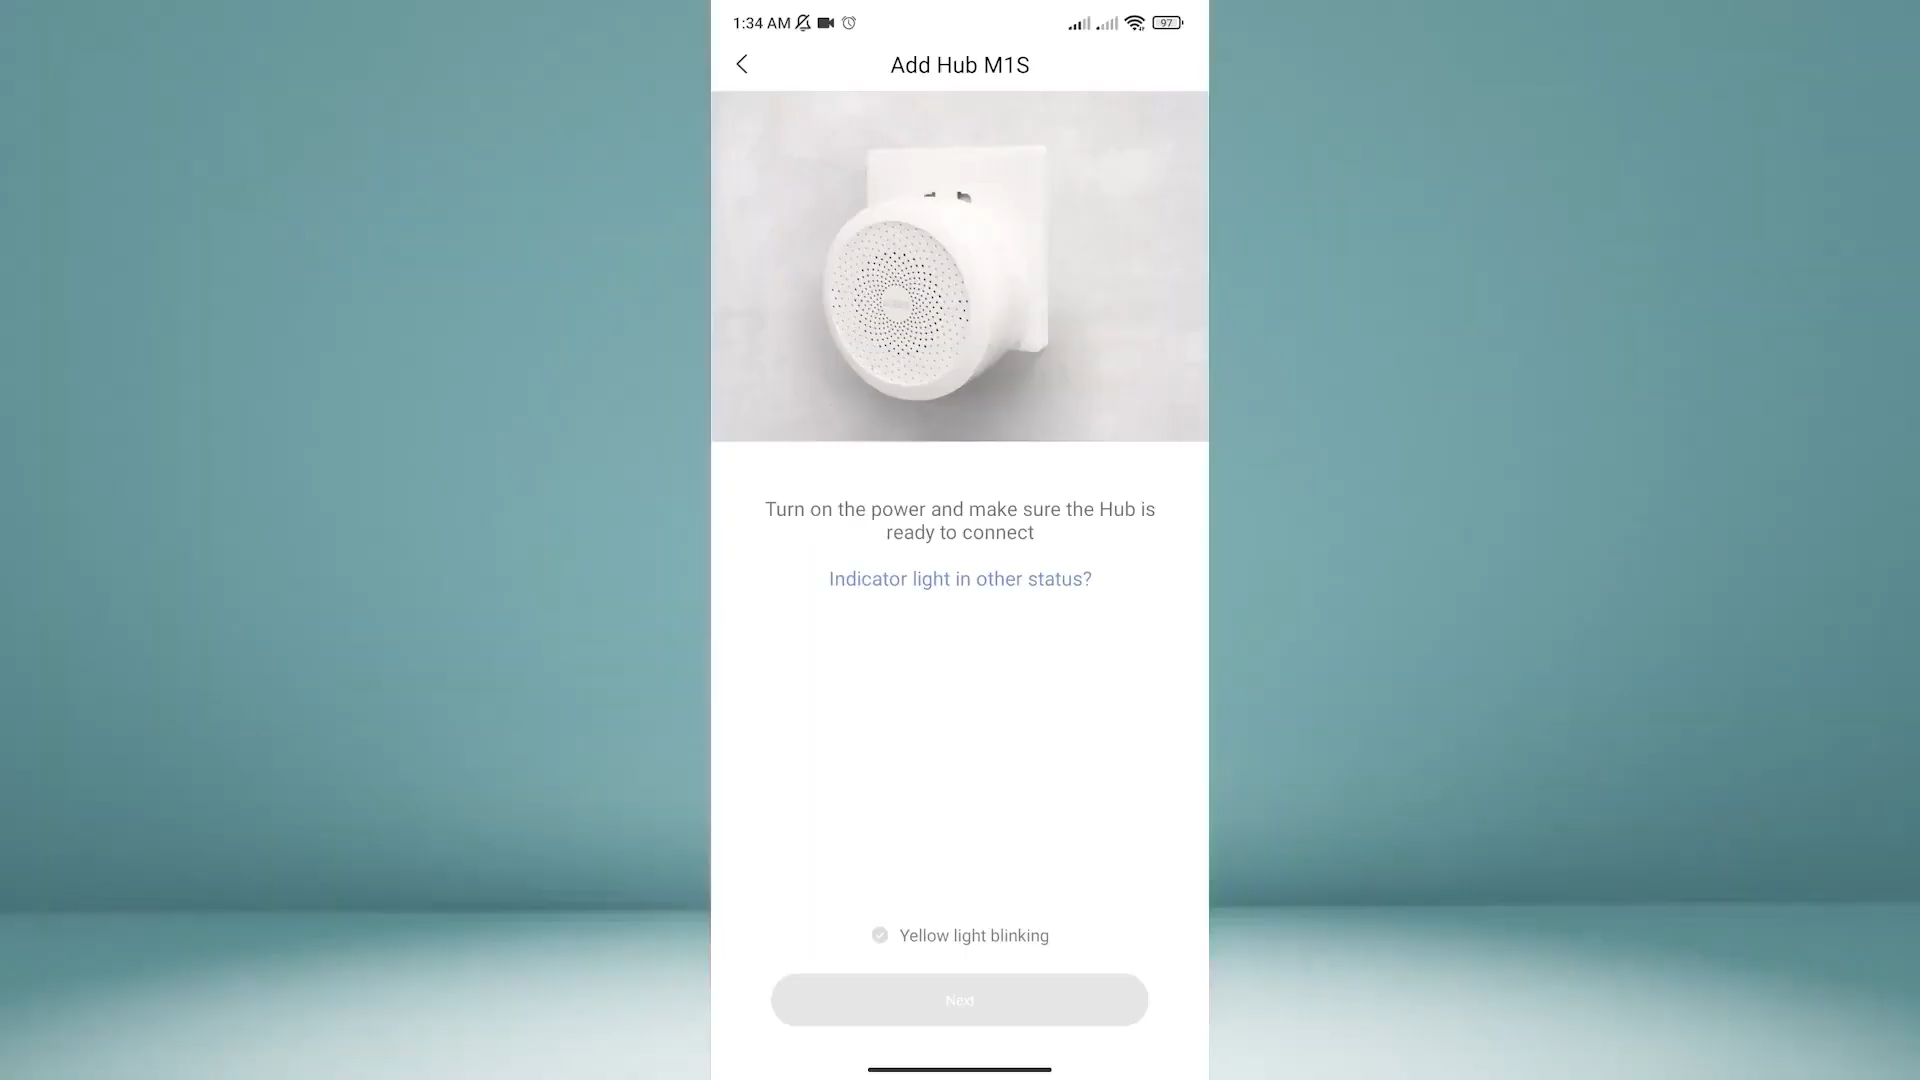 1:34 AM
97
Add Hub M1S
Turn on the power and make sure the Hub is
ready to connect
Indicator light in other status?
Yellow light blinking
Next